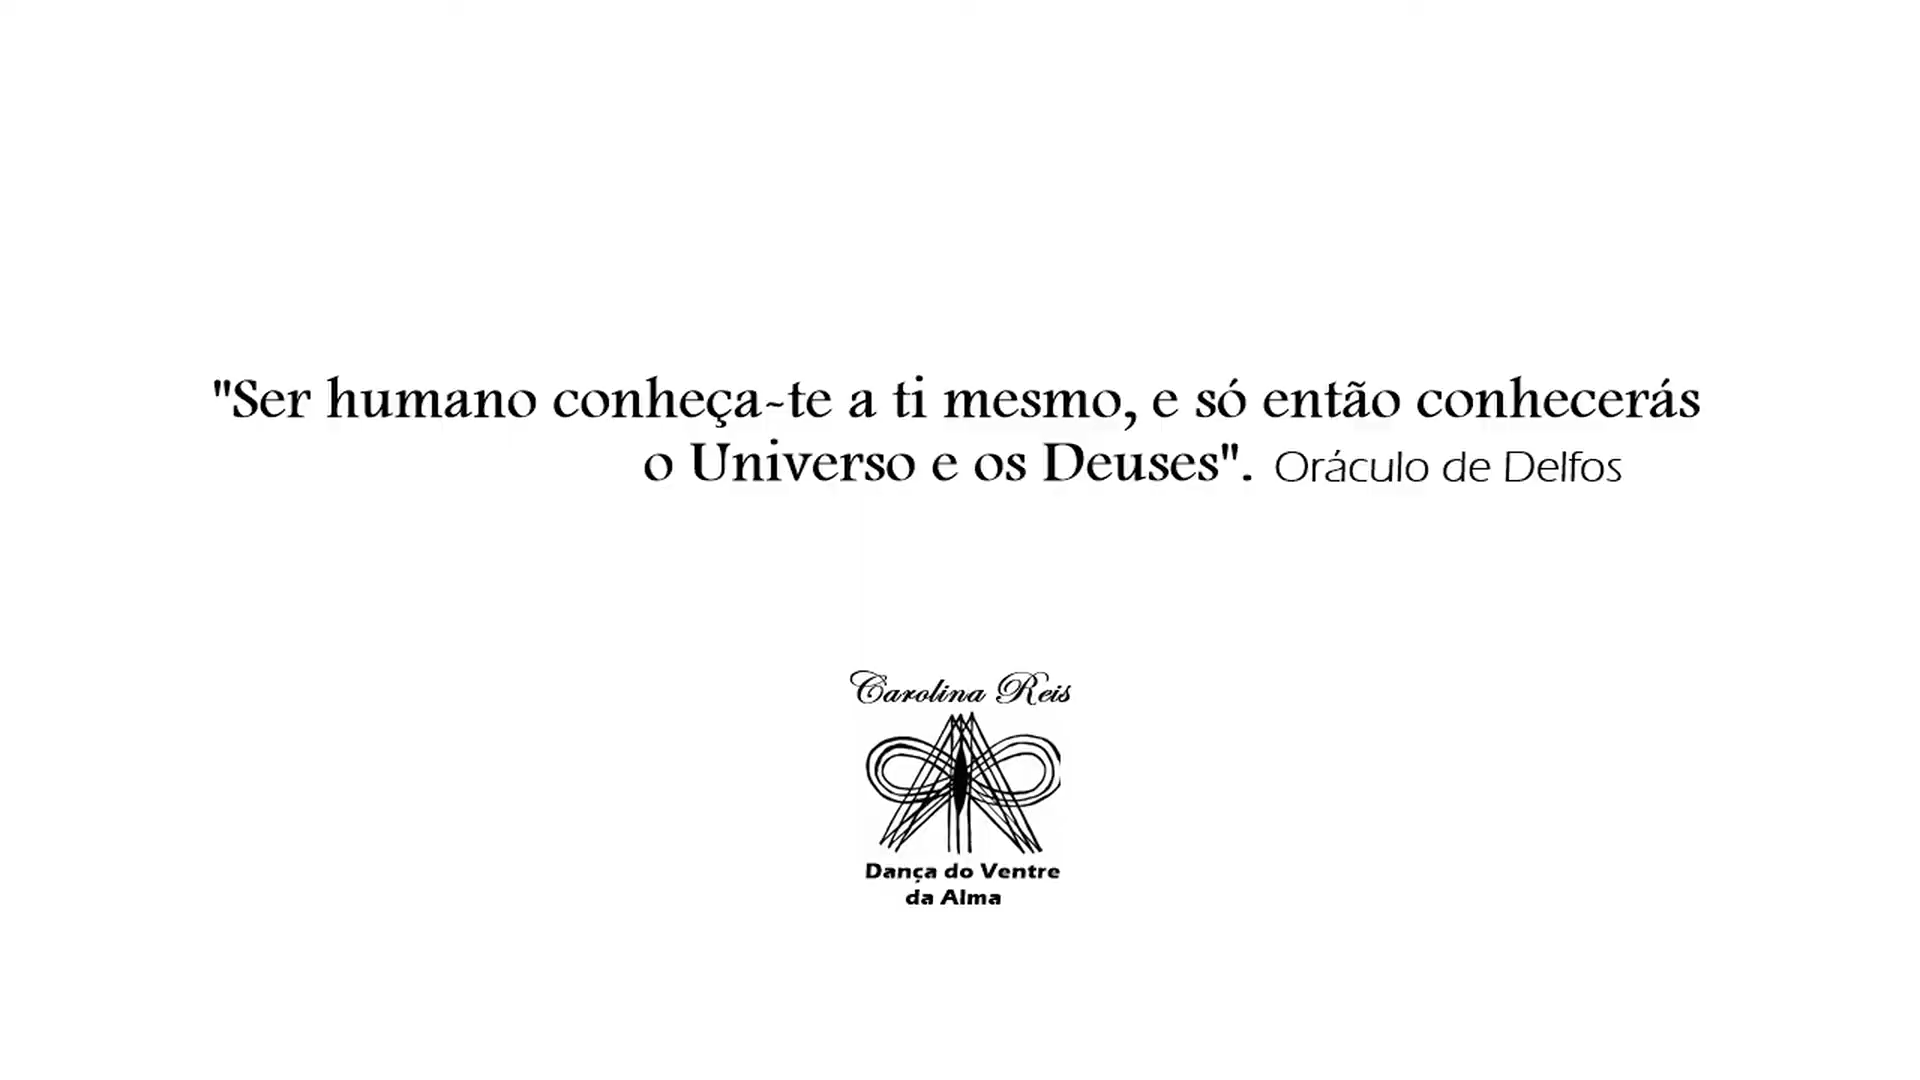 "Ser humano conheça-te a ti mesmo, e só então conhecerás
o Universo e os Deuses". Oráculo de Delfos
Carolina Reis
Dança do Ventre
da Alma